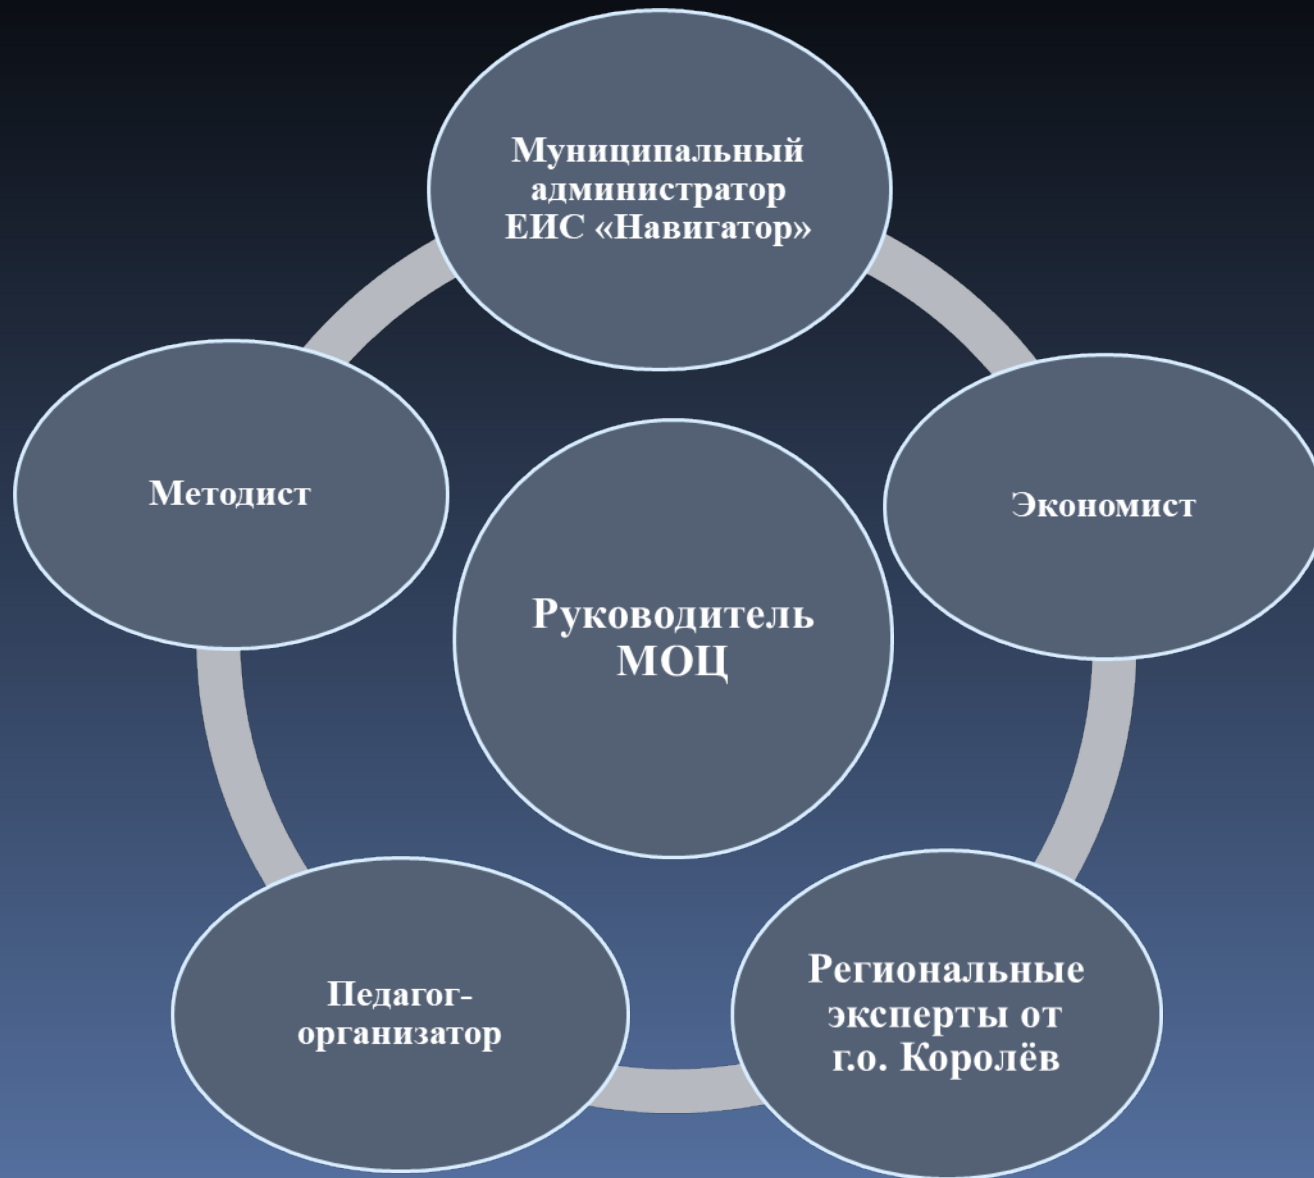 Муниципальный
администратор
ЕИС «Навигатор»
Методист
Экономист
Руководитель
МОЦ
Педагог-
организатор
Региональные
эксперты от
г.о. Королёв